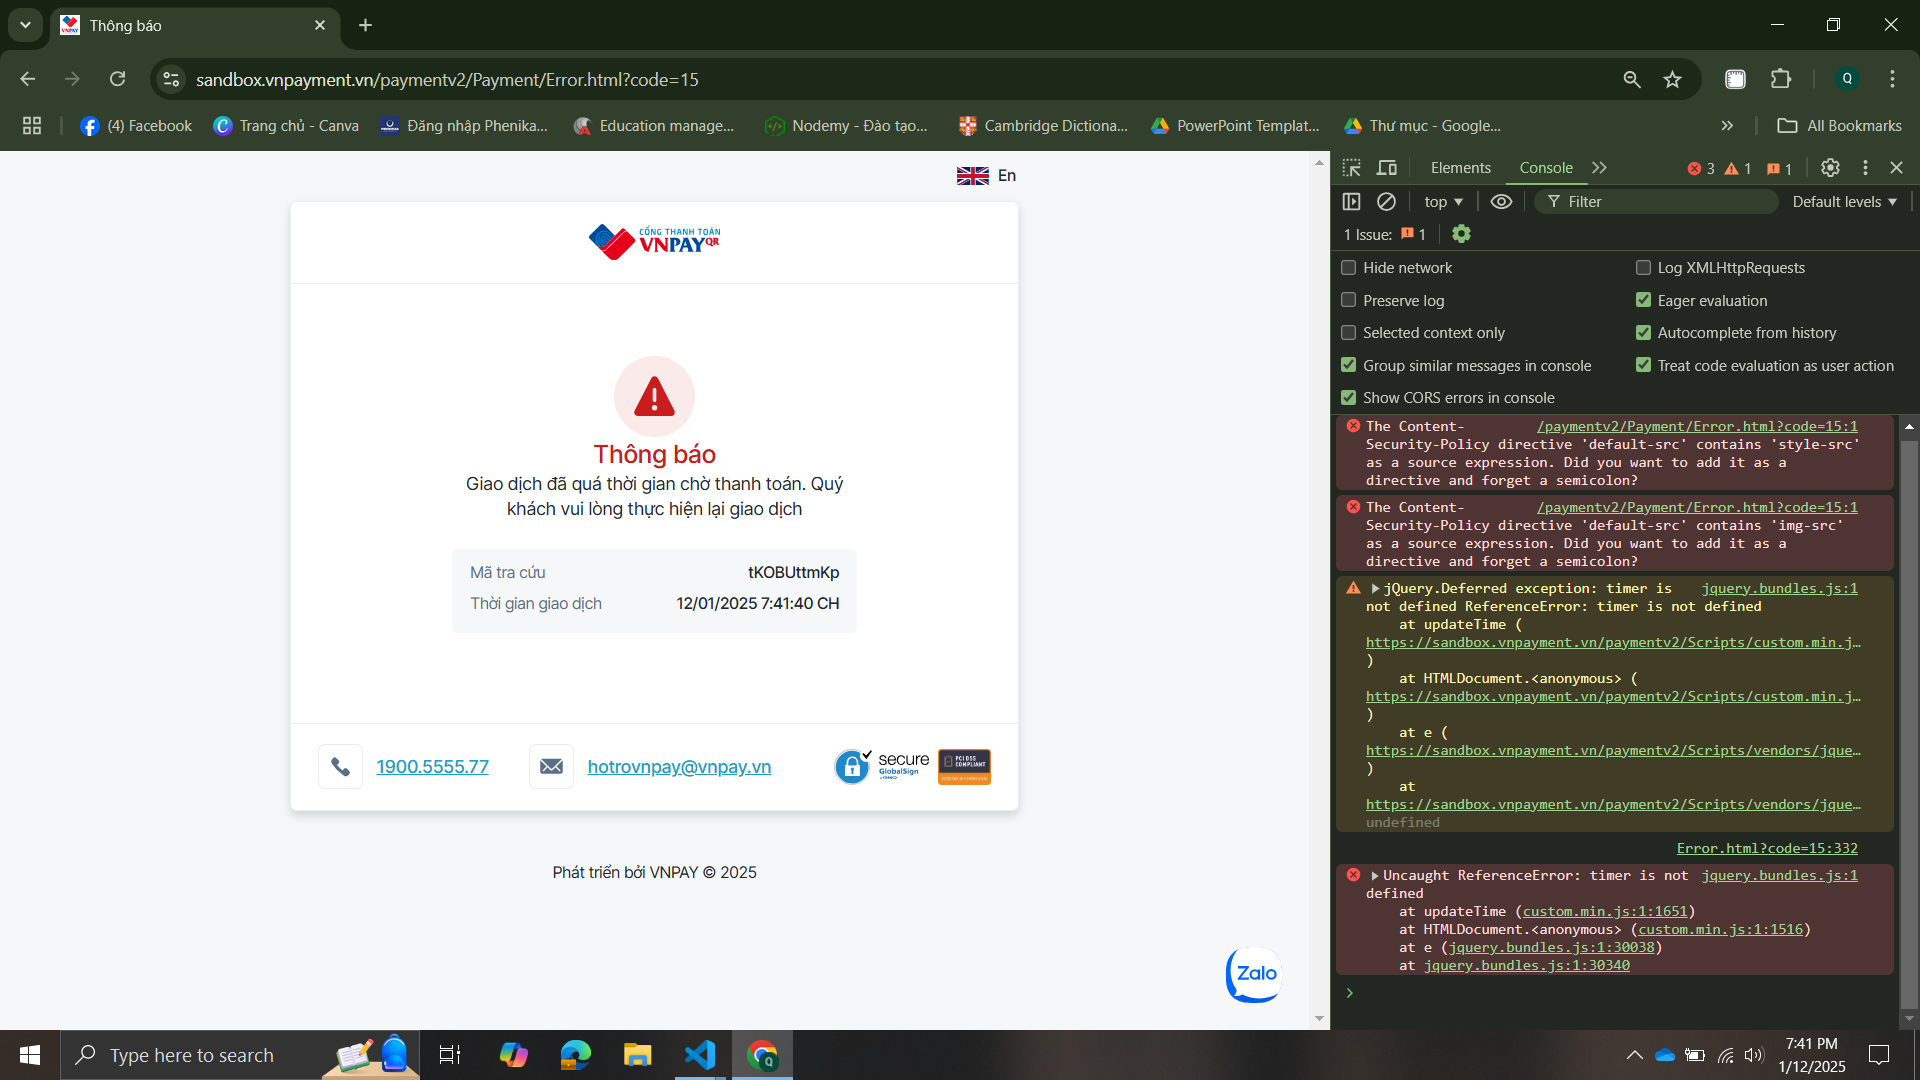 Thông báo
sandbox.vnpayment.vn/paymentv2/Payment/Error.html?code=15
Q
(4) Facebook
Trang chủ - Canva
Đăng nhập Phenika...
Education manage...
Nodemy - Đào tạo...
Cambridge Dictiona...
PowerPoint Templat...
Thư mục - Google...
All Bookmarks
En
CỔNG THANH TOÁN
VNPAYQR
Thông báo
Giao dịch đã quá thời gian chờ thanh toán. Quý
khách vui lòng thực hiện lại giao dịch
Mã tra cứu tKOBUttmKp
Thời gian giao dịch 12/01/2025 7:41:40 CH
1900.5555.77
hotrovnpay@vnpay.vn
secure
GlobalSign
PCI DSS
COMPLIANT
Phát triển bởi VNPAY © 2025
Zalo
Elements Console 3 1 1
top Filter Default levels
1 Issue: 1
Hide network
Log XMLHttpRequests
Preserve log
Eager evaluation
Selected context only
Autocomplete from history
Group similar messages in console
Treat code evaluation as user action
Show CORS errors in console
The Content- /paymentv2/Payment/Error.html?code=15:1
Security-Policy directive 'default-src' contains 'style-src'
as a source expression. Did you want to add it as a
directive and forget a semicolon?
The Content- /paymentv2/Payment/Error.html?code=15:1
Security-Policy directive 'default-src' contains 'img-src'
as a source expression. Did you want to add it as a
directive and forget a semicolon?
jQuery.Deferred exception: timer is jquery.bundles.js:1
not defined ReferenceError: timer is not defined
at updateTime (
https://sandbox.vnpayment.vn/paymentv2/Scripts/custom.min.j…
)
at HTMLDocument.<anonymous> (
https://sandbox.vnpayment.vn/paymentv2/Scripts/custom.min.j…
)
at e (
https://sandbox.vnpayment.vn/paymentv2/Scripts/vendors/jque…
)
at
https://sandbox.vnpayment.vn/paymentv2/Scripts/vendors/jque…
undefined
Error.html?code=15:332
Uncaught ReferenceError: timer is not jquery.bundles.js:1
defined
at updateTime (custom.min.js:1:1651)
at HTMLDocument.<anonymous> (custom.min.js:1:1516)
at e (jquery.bundles.js:1:30038)
at jquery.bundles.js:1:30340
Type here to search
7:41 PM
1/12/2025